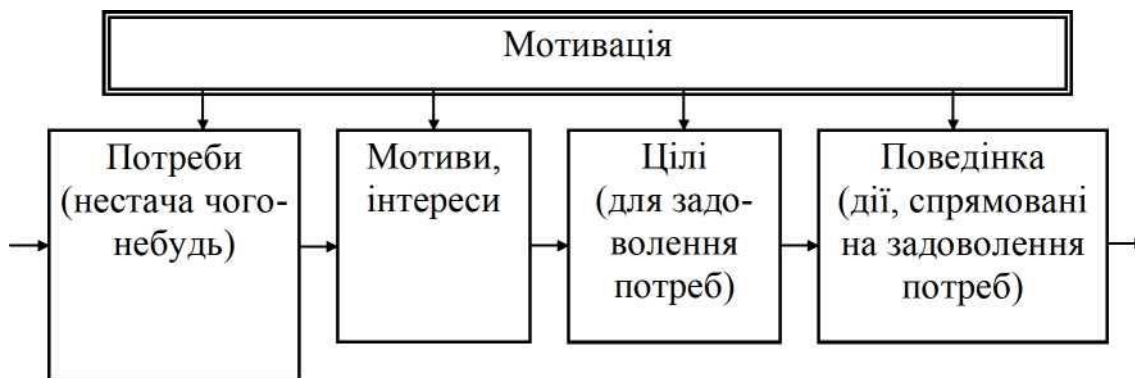 Мотивація
Потреби
(нестача чого-
небудь)
Мотиви,
інтереси
Цілі
(для задо-
волення
потреб)
Поведінка
(дії, спрямовані
на задоволення
потреб)